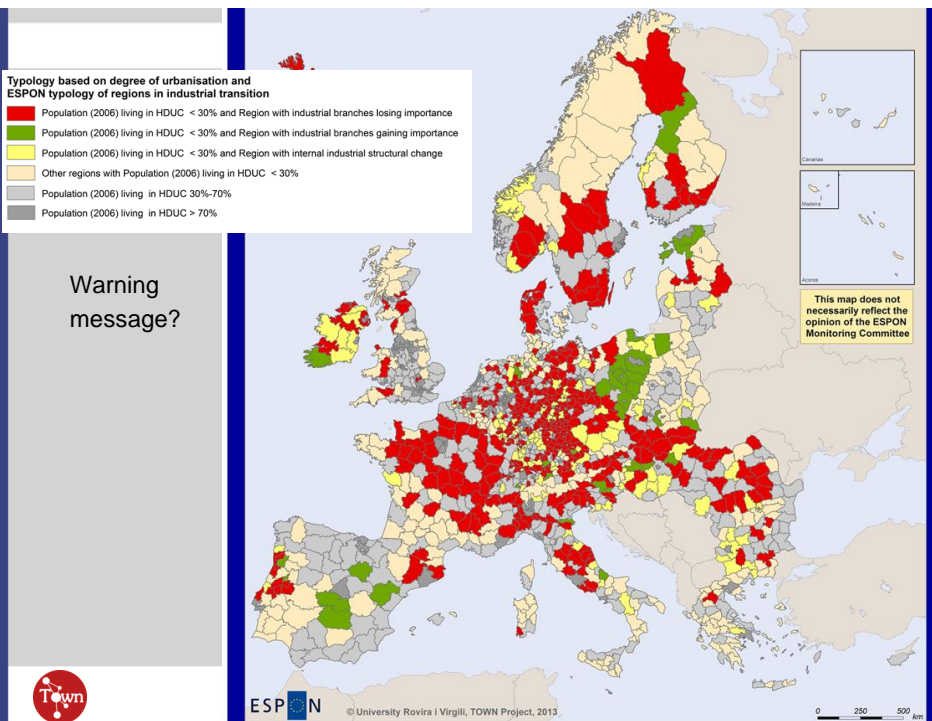 Typology based on degree of urbanisation and
ESPON typology of regions in industrial transition
Population (2006) living in HDUC < 30% and Region with industrial branches losing importance
Population (2006) living in HDUC < 30% and Region with industrial branches gaining importance
Population (2006) living in HDUC < 30% and Region with internal industrial structural change
Other regions with Population (2006) living in HDUC < 30%
Population (2006) living in HDUC 30%-70%
Population (2006) living in HDUC > 70%
Warning
message?
Canarias
Madeira
Acores
This map does not
necessarily reflect the
opinion of the ESPON
Monitoring Committee
Town
ESPON
© University Rovira i Virgili, TOWN Project, 2013
0 250 500
km